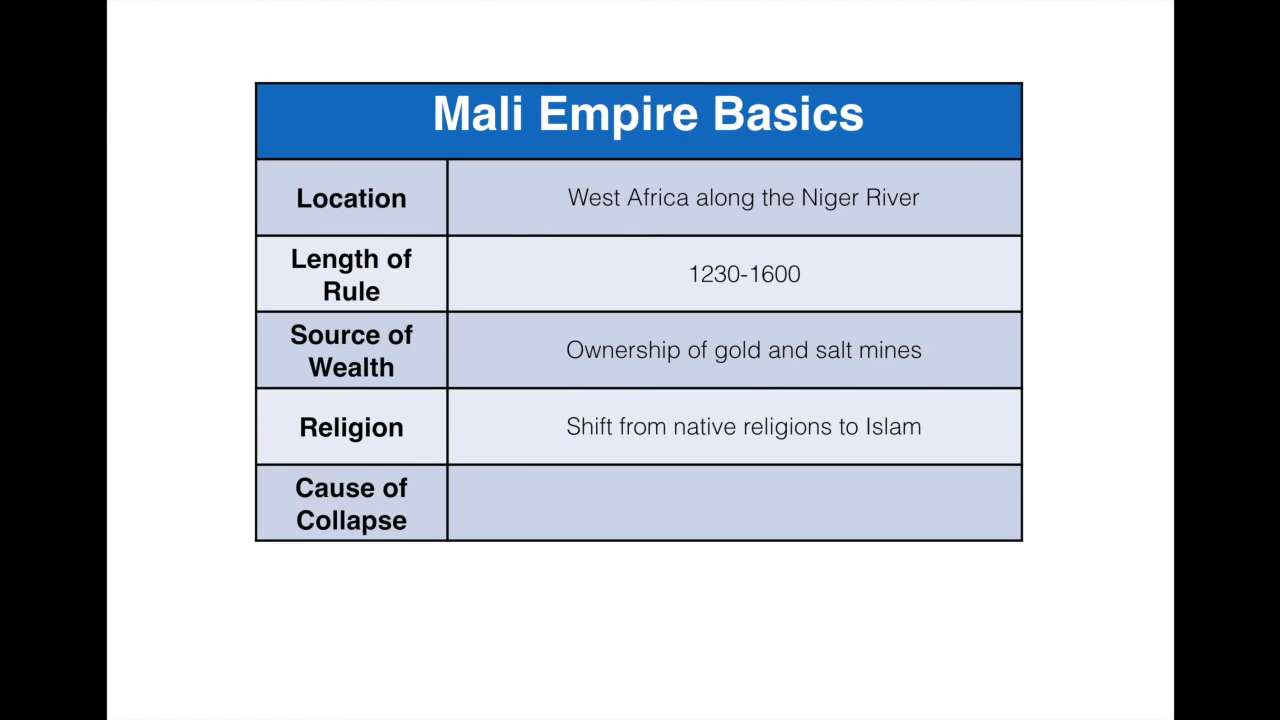 Mali Empire Basics
Location
West Africa along the Niger River
Length of
Rule
1230-1600
Source of
Wealth
Ownership of gold and salt mines
Religion
Shift from native religions to Islam
Cause of
Collapse